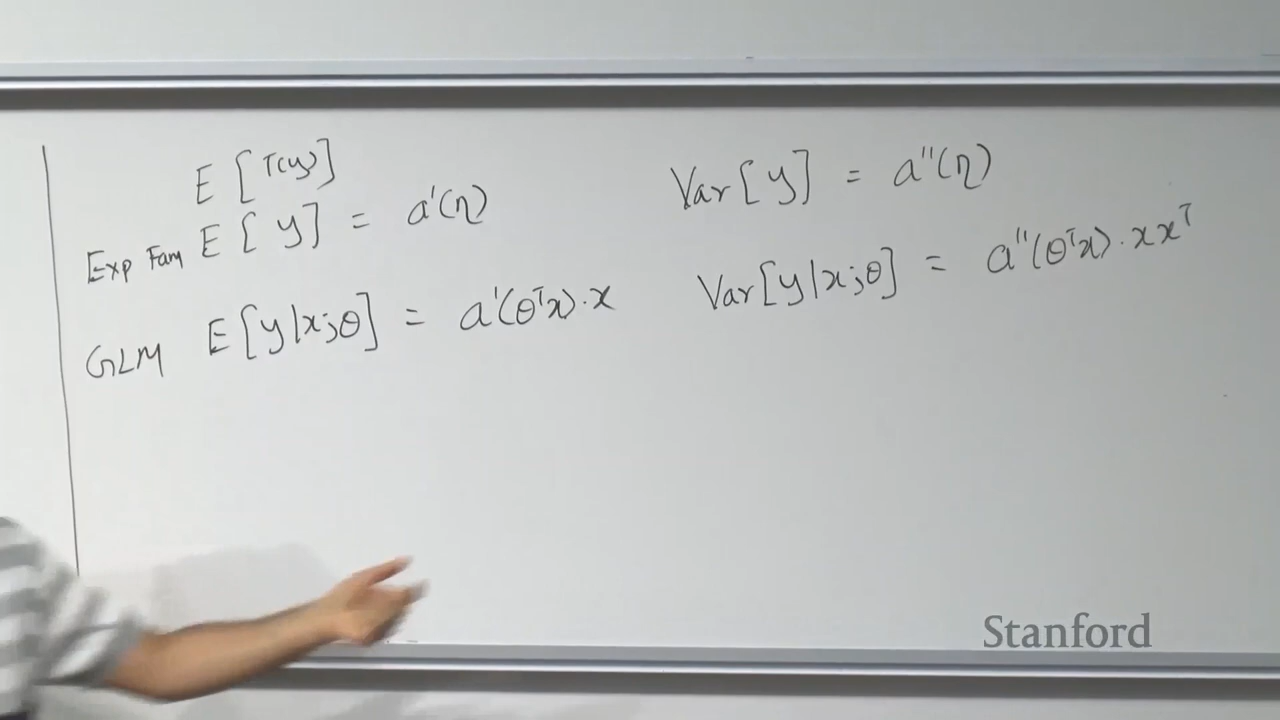 E[T(y)]
Exp Fam E[y] = a'(η)
Var[y] = a''(η)
GLM E[y|x;θ] = a'(θᵀx)·x
Var[y|x;θ] = a''(θᵀx)·xxᵀ
Stanford